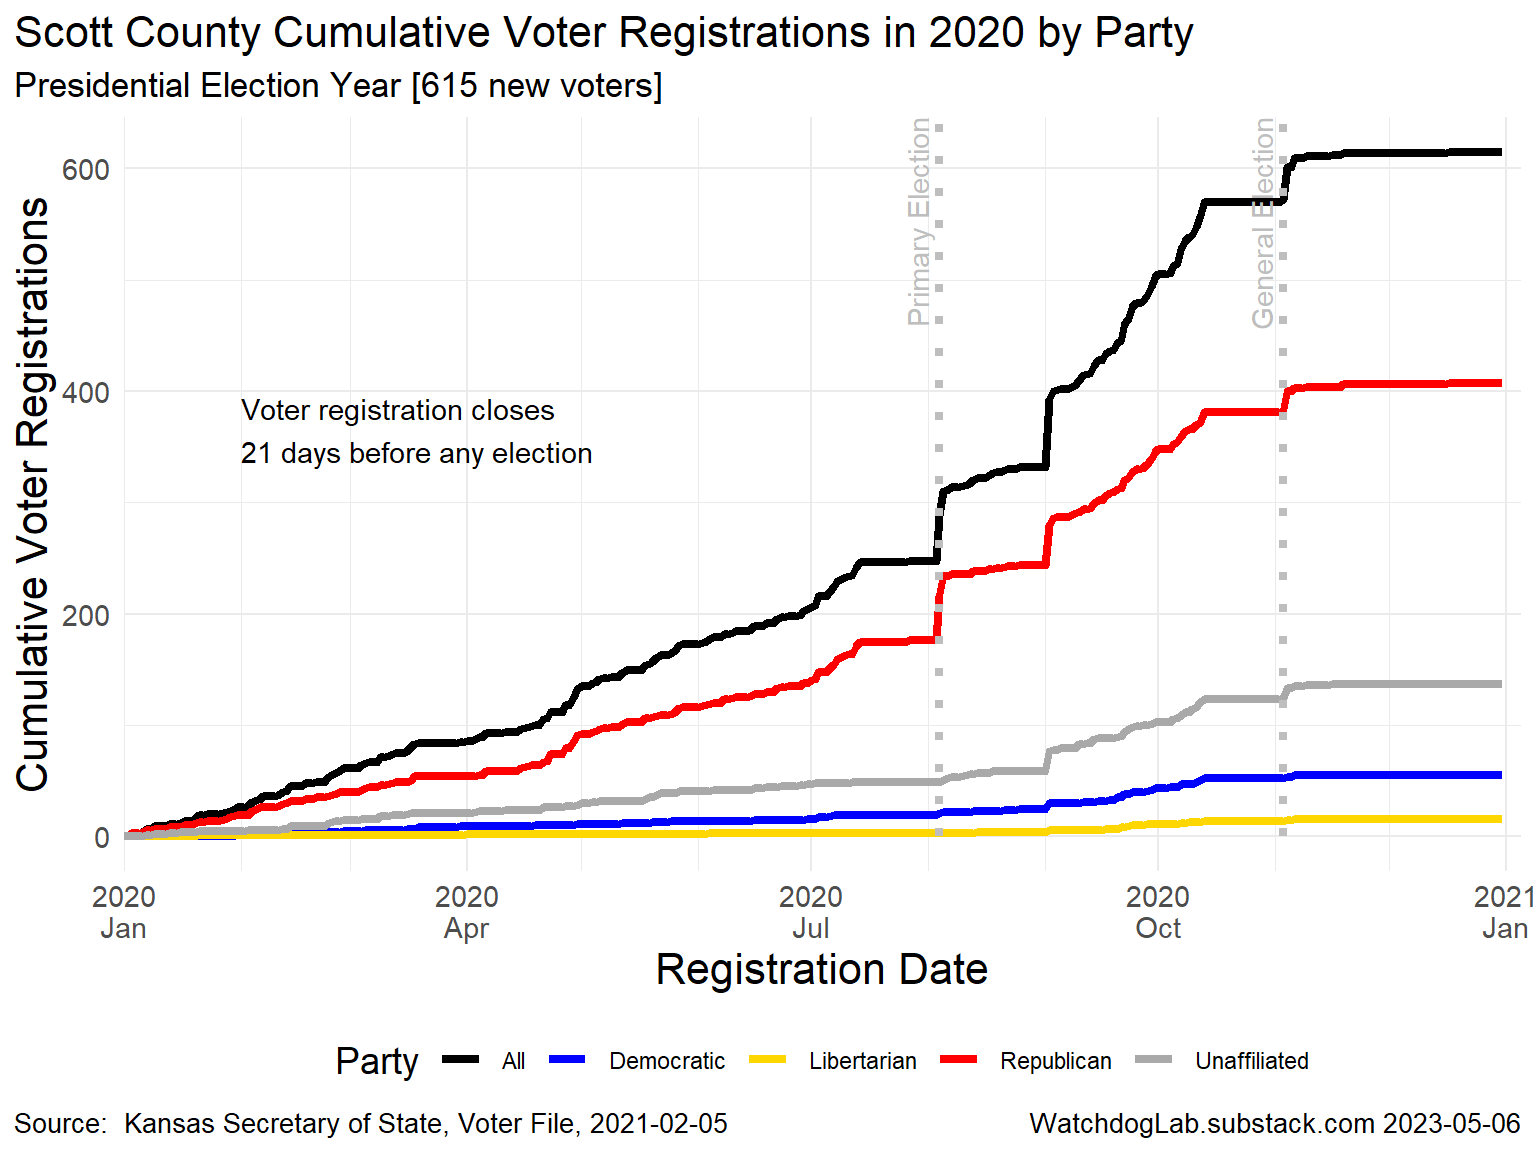 Scott County Cumulative Voter Registrations in 2020 by Party
Presidential Election Year [615 new voters]
Cumulative Voter Registrations
600
400
200
0
Primary Election
General Election
Voter registration closes
21 days before any election
2020 2020 2020 2020 2021
Jan Apr Jul Oct Jan
Registration Date
Party All Democratic Libertarian Republican Unaffiliated
Source:  Kansas Secretary of State, Voter File, 2021-02-05
WatchdogLab.substack.com 2023-05-06